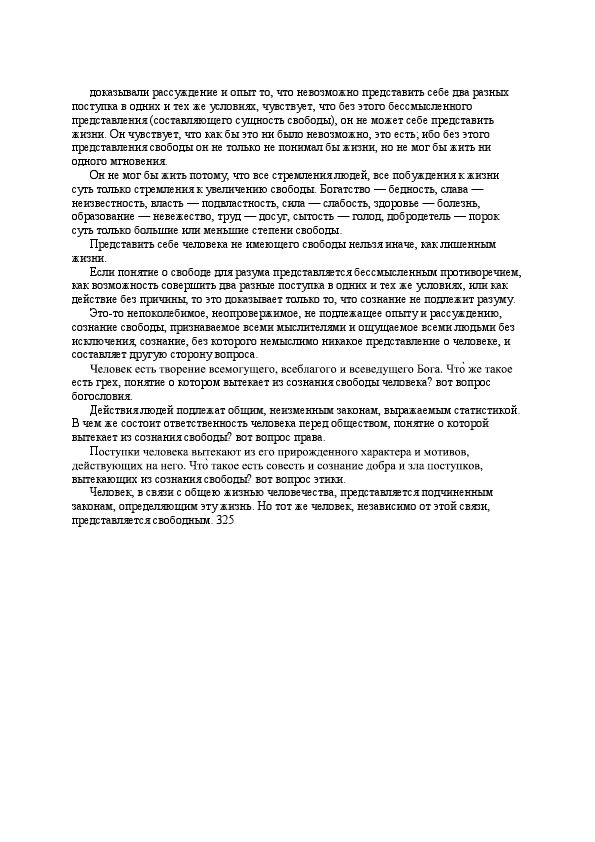 доказывали рассуждение и опыт то, что невозможно представить себе два разных
поступка в одних и тех же условиях, чувствует, что без этого бессмысленного
представления (составляющего сущность свободы), он не может себе представить
жизни. Он чувствует, что как бы это ни было невозможно, это есть; ибо без этого
представления свободы он не только не понимал бы жизни, но не мог бы жить ни
одного мгновения.
Он не мог бы жить потому, что все стремления людей, все побуждения к жизни
суть только стремления к увеличению свободы. Богатство — бедность, слава —
неизвестность, власть — подвластность, сила — слабость, здоровье — болезнь,
образование — невежество, труд — досуг, сытость — голод, добродетель — порок
суть только большие или меньшие степени свободы.
Представить себе человека не имеющего свободы нельзя иначе, как лишенным
жизни.
Если понятие о свободе для разума представляется бессмысленным противоречием,
как возможность совершить два разные поступка в одних и тех же условиях, или как
действие без причины, то это доказывает только то, что сознание не подлежит разуму.
Это-то непоколебимое, неопровержимое, не подлежащее опыту и рассуждению,
сознание свободы, признаваемое всеми мыслителями и ощущаемое всеми людьми без
исключения, сознание, без которого немыслимо никакое представление о человеке, и
составляет другую сторону вопроса.
Человек есть творение всемогущего, всеблагого и всеведущего Бога. Что̀ же такое
есть грех, понятие о котором вытекает из сознания свободы человека? вот вопрос
богословия.
Действия людей подлежат общим, неизменным законам, выражаемым статистикой.
В чем же состоит ответственность человека перед обществом, понятие о которой
вытекает из сознания свободы? вот вопрос права.
Поступки человека вытекают из его прирожденного характера и мотивов,
действующих на него. Что̀ такое есть совесть и сознание добра и зла поступков,
вытекающих из сознания свободы? вот вопрос этики.
Человек, в связи с общею жизнью человечества, представляется подчиненным
законам, определяющим эту жизнь. Но тот же человек, независимо от этой связи,
представляется свободным. 325